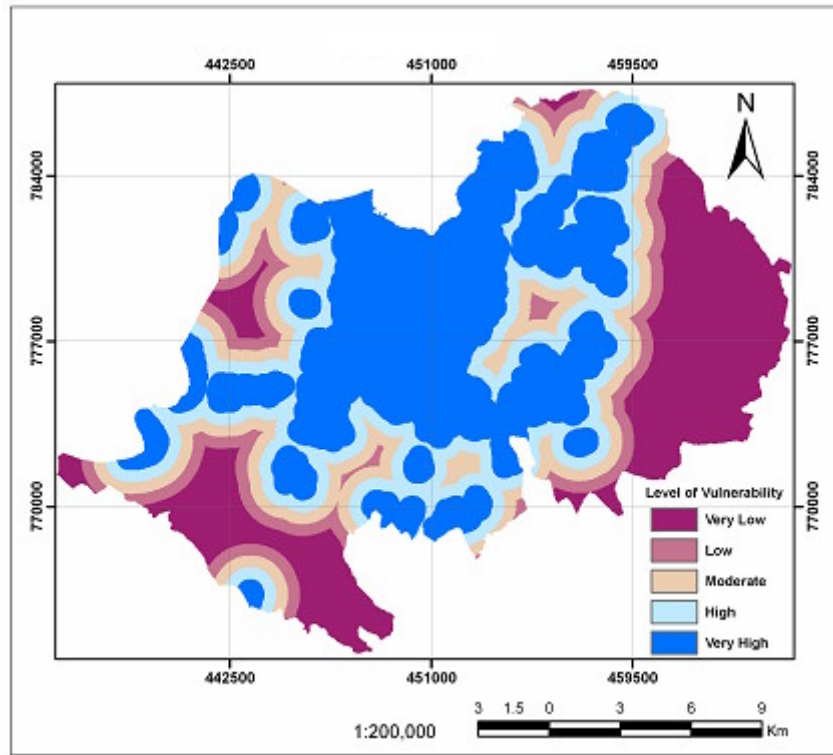 442500 451000 459500
N
784000 784000
777000 777000
770000 770000
Level of Vulnerability
Very Low
Low
Moderate
High
Very High
442500 451000 459500
3 1.5 0 3 6 9
Km
1:200,000